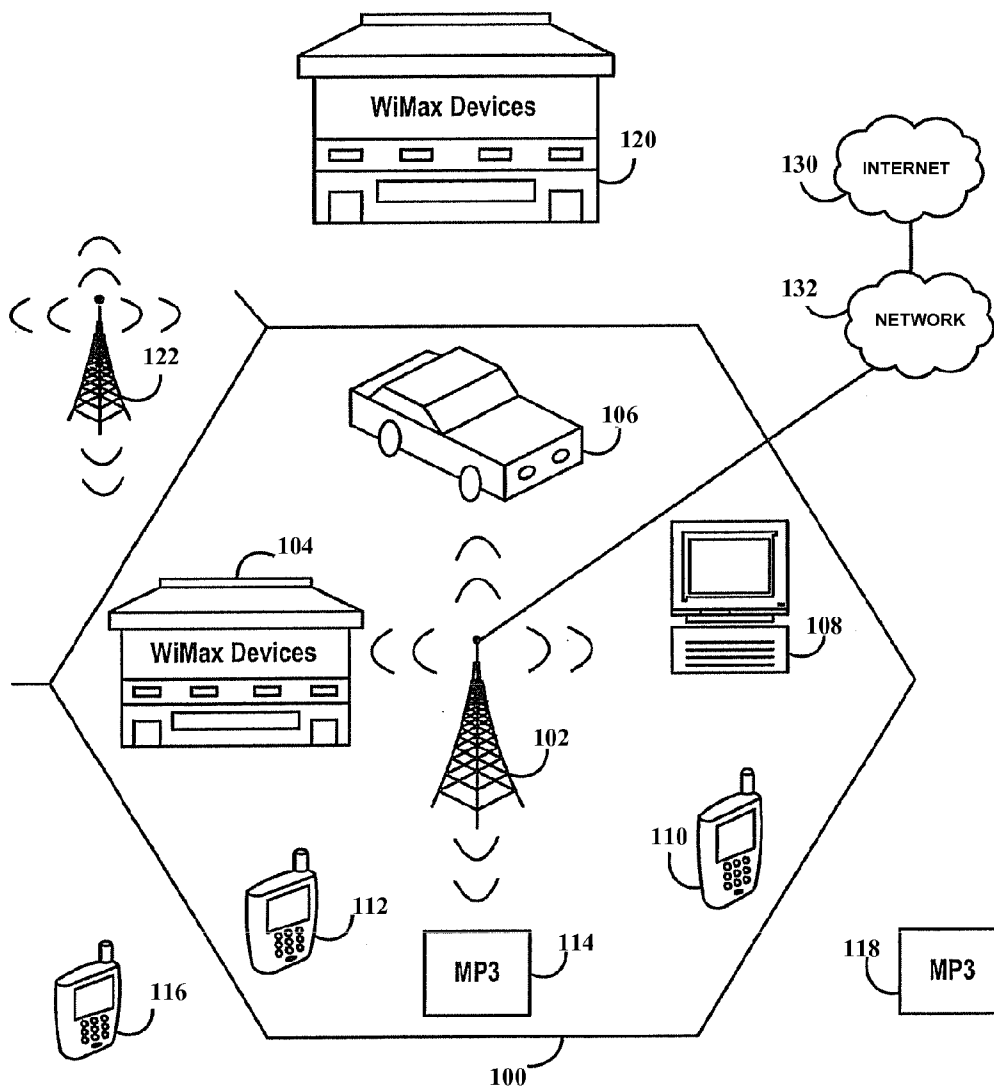 WiMax Devices
120
130
INTERNET
132
NETWORK
122
106
104
WiMax Devices
108
102
110
112
114
MP3
118
MP3
116
100